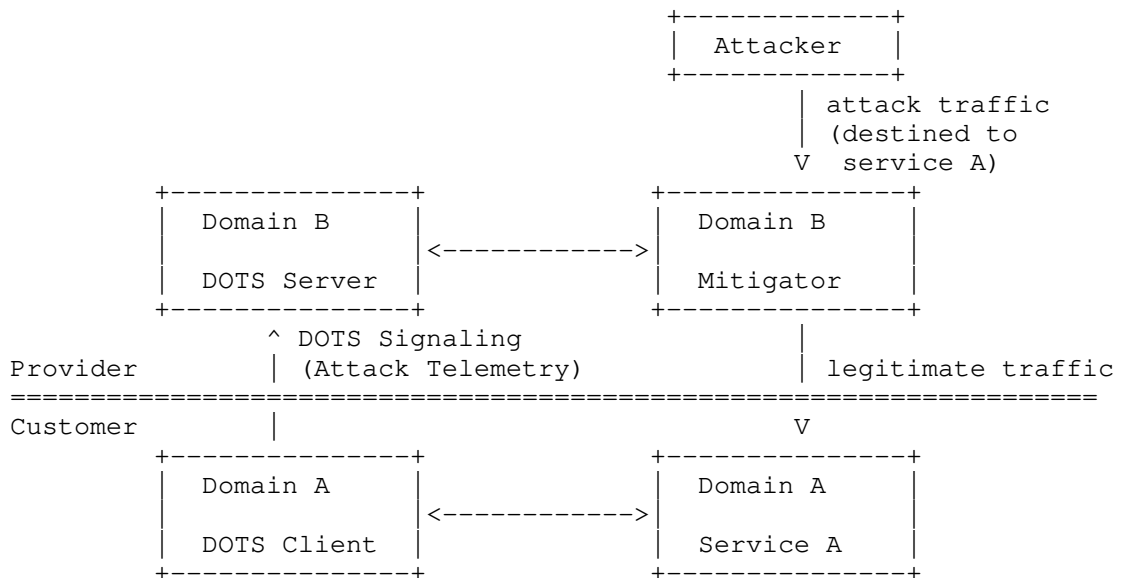 Attacker
attack traffic
(destined to
V service A)
Domain B Domain B
<------------>
DOTS Server Mitigator
^ DOTS Signaling
Provider | (Attack Telemetry) | legitimate traffic
Customer | V
Domain A Domain A
<------------>
DOTS Client Service A